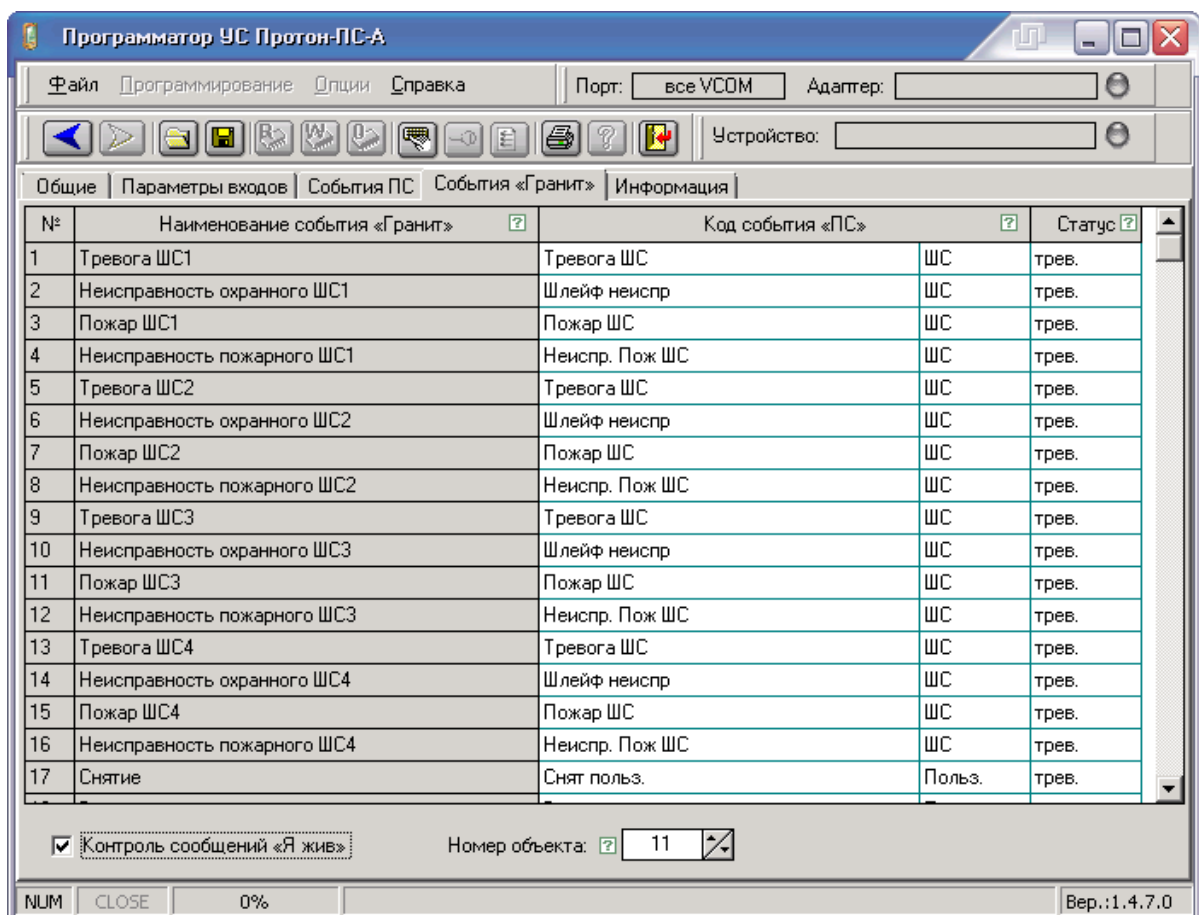 Программатор УС Протон-ПС-А
Файл Программирование Опции Справка Порт: все VCOM Адаптер:
Устройство:
Общие Параметры входов События ПС События «Гранит» Информация
№ Наименование события «Гранит» ? Код события «ПС» ? Статус ?
1 Тревога ШС1 Тревога ШС ШС трев.
2 Неисправность охранного ШС1 Шлейф неиспр ШС трев.
3 Пожар ШС1 Пожар ШС ШС трев.
4 Неисправность пожарного ШС1 Неиспр. Пож ШС ШС трев.
5 Тревога ШС2 Тревога ШС ШС трев.
6 Неисправность охранного ШС2 Шлейф неиспр ШС трев.
7 Пожар ШС2 Пожар ШС ШС трев.
8 Неисправность пожарного ШС2 Неиспр. Пож ШС ШС трев.
9 Тревога ШС3 Тревога ШС ШС трев.
10 Неисправность охранного ШС3 Шлейф неиспр ШС трев.
11 Пожар ШС3 Пожар ШС ШС трев.
12 Неисправность пожарного ШС3 Неиспр. Пож ШС ШС трев.
13 Тревога ШС4 Тревога ШС ШС трев.
14 Неисправность охранного ШС4 Шлейф неиспр ШС трев.
15 Пожар ШС4 Пожар ШС ШС трев.
16 Неисправность пожарного ШС4 Неиспр. Пож ШС ШС трев.
17 Снятие Снят польз. Польз. трев.
Контроль сообщений «Я жив» Номер объекта: ? 11
NUM CLOSE 0% Вер.:1.4.7.0